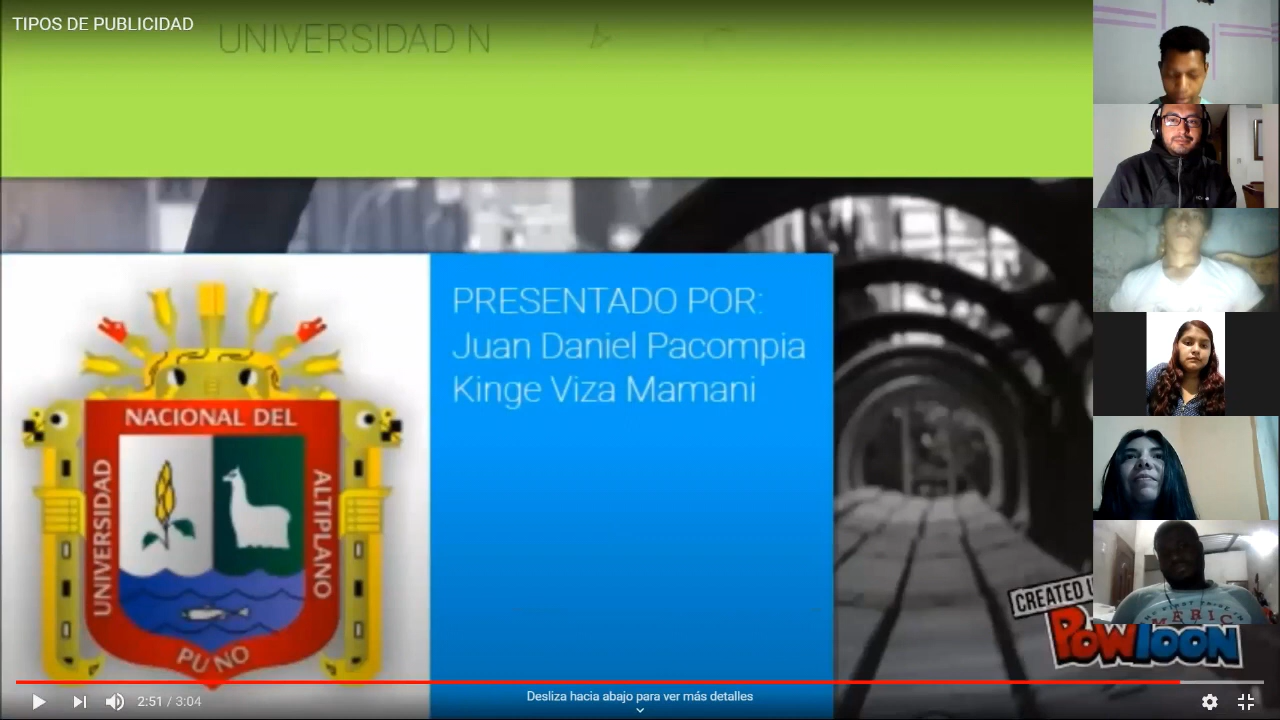 TIPOS DE PUBLICIDAD
UNIVERSIDAD N
PRESENTADO POR:
Juan Daniel Pacompia
Kinge Viza Mamani
NACIONAL DEL
UNIVERSIDAD
ALTIPLANO
PUNO
CREATED U
POWTOON
MERIC
2:51 / 3:04
Desliza hacia abajo para ver más detalles